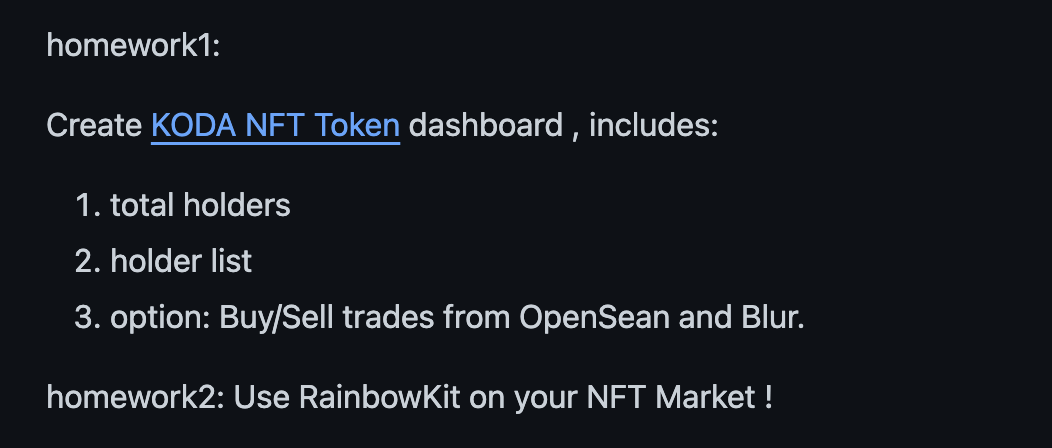 homework1:
Create KODA NFT Token dashboard , includes:
1. total holders
2. holder list
3. option: Buy/Sell trades from OpenSean and Blur.
homework2: Use RainbowKit on your NFT Market !